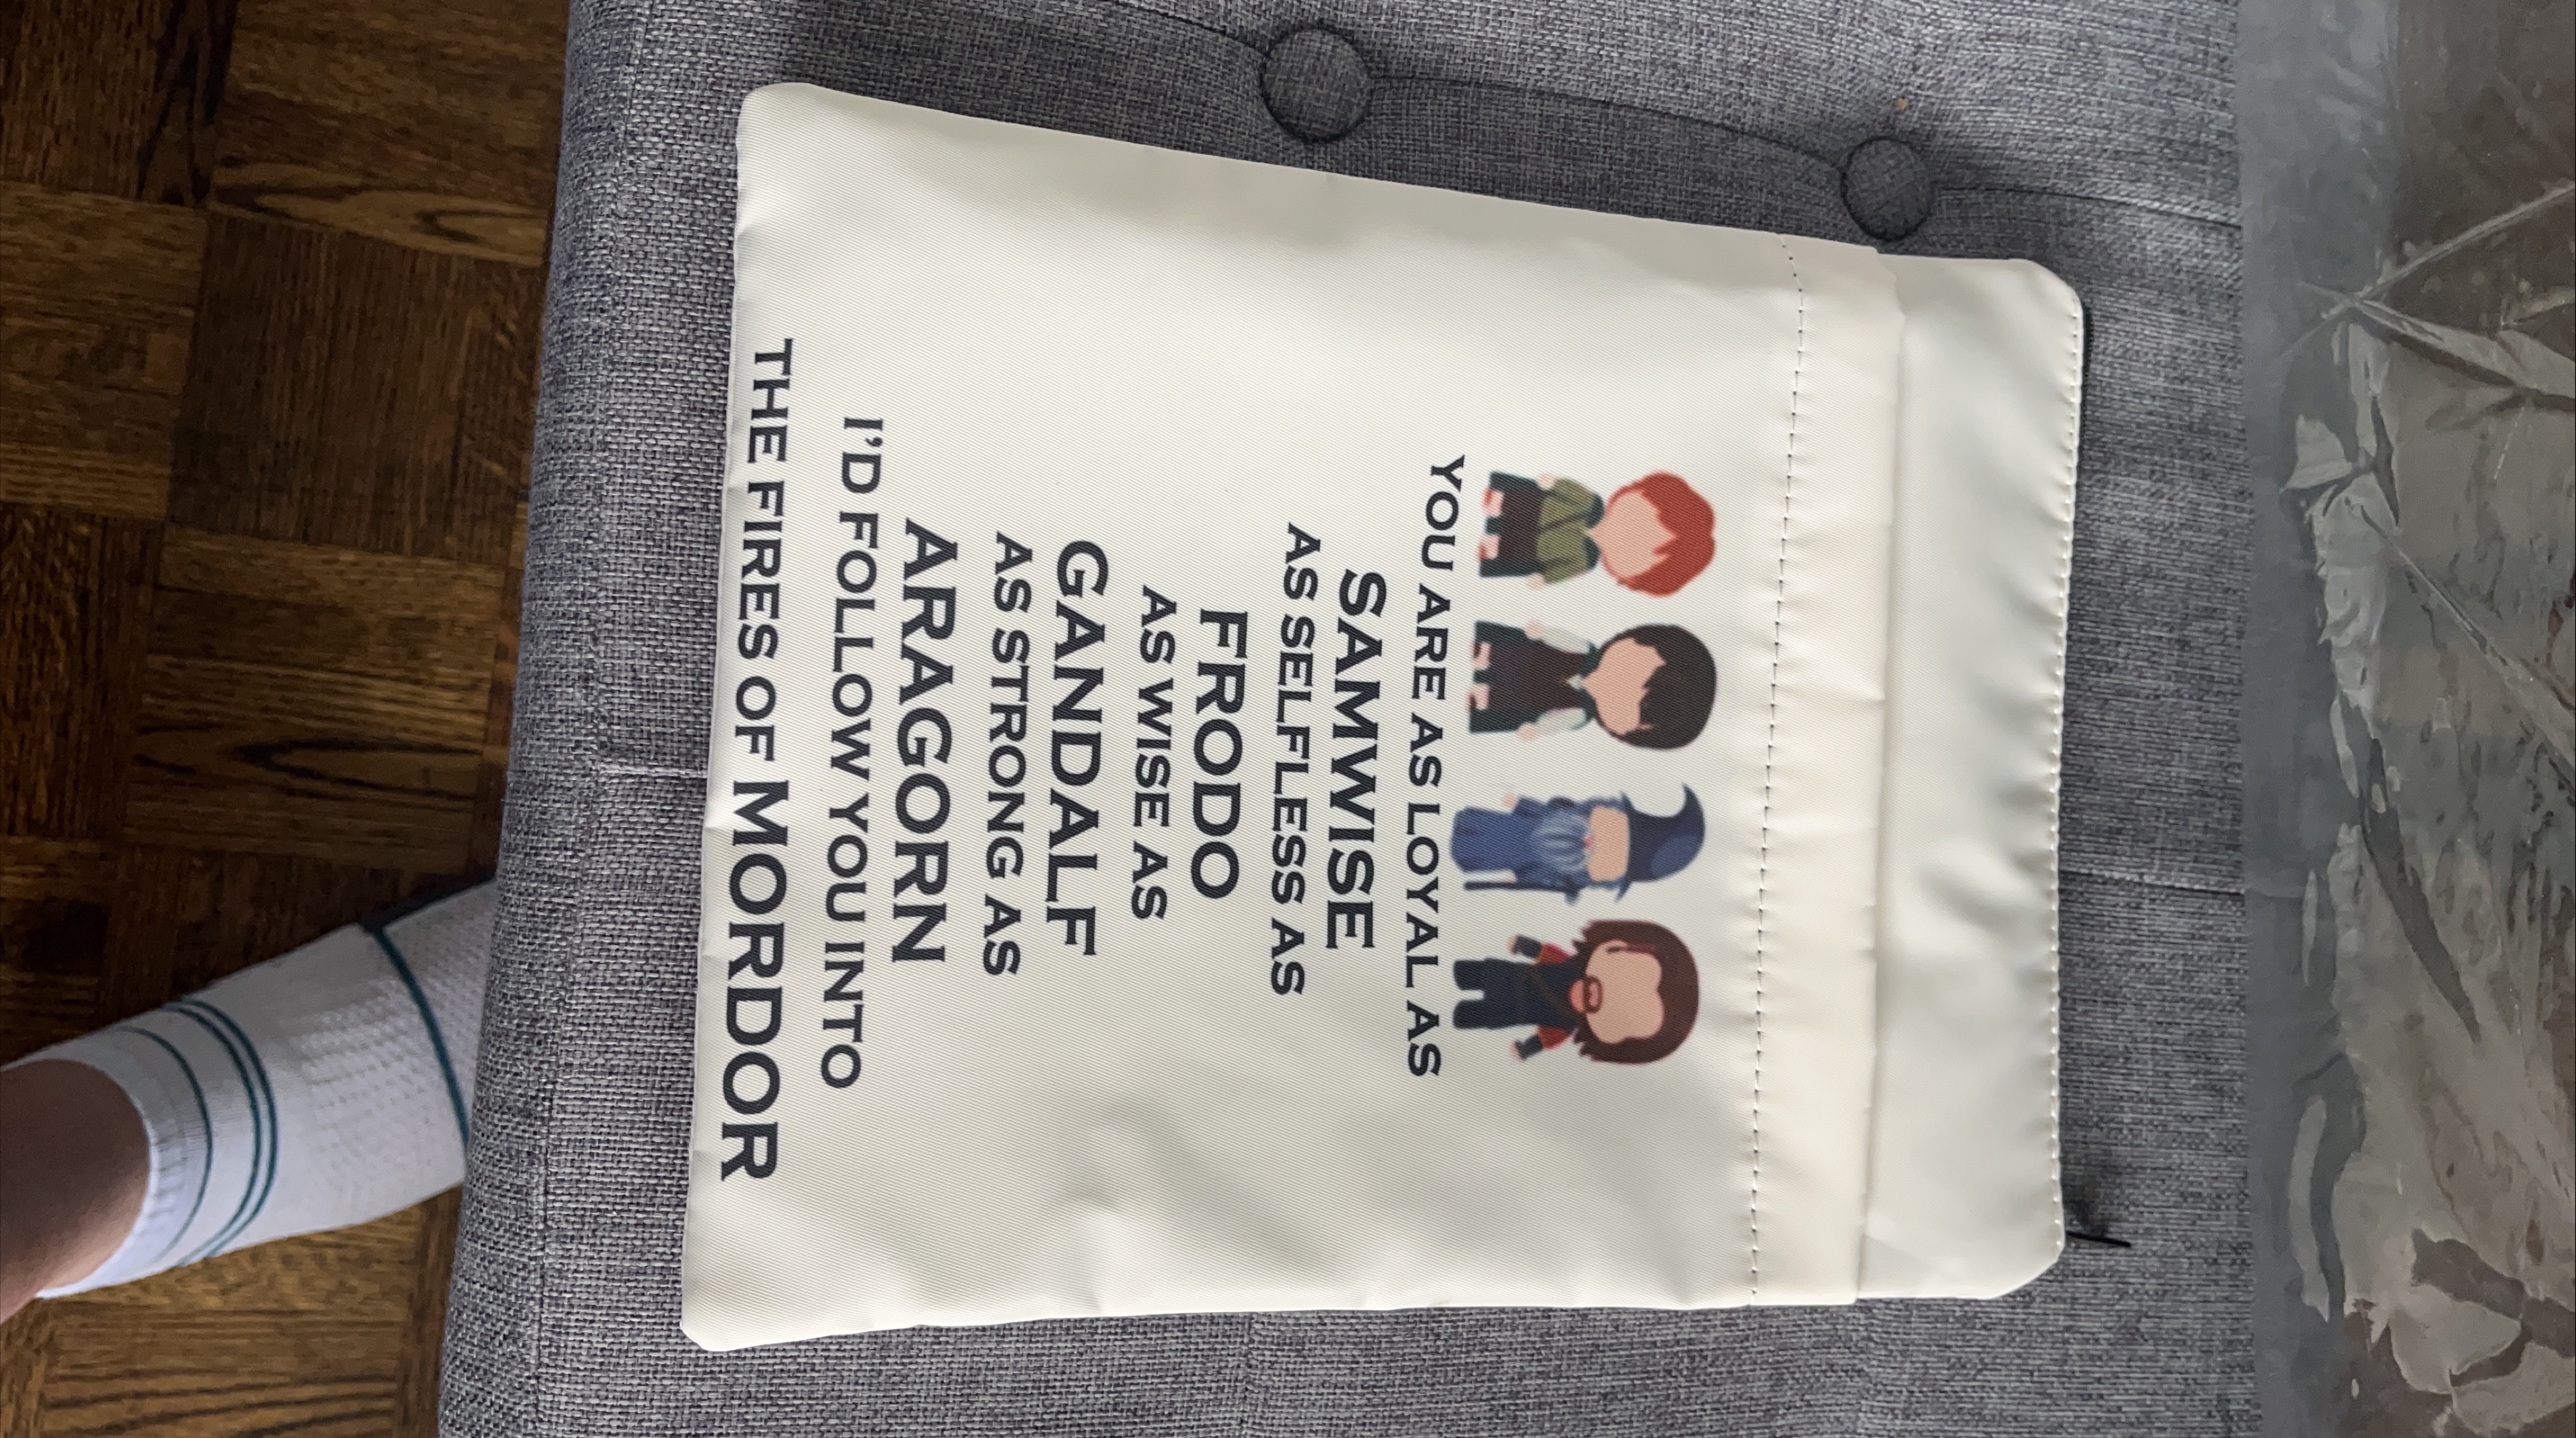 YOU ARE AS LOYAL AS
SAMWISE
AS SELFLESS AS
FRODO
AS WISE AS
GANDALF
AS STRONG AS
ARAGORN
I'D FOLLOW YOU INTO
THE FIRES OF MORDOR